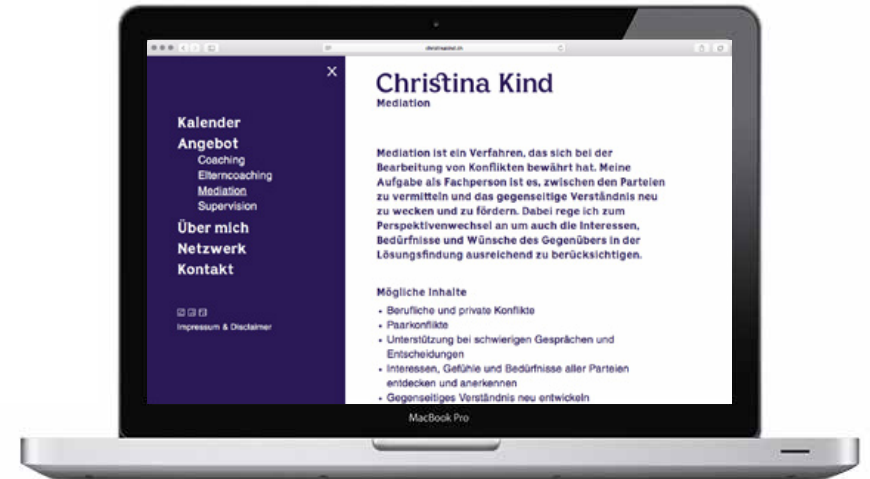 X
Kalender
Angebot
Coaching
Elterncoaching
Mediation
Supervision
Über mich
Netzwerk
Kontakt
Impressum & Disclaimer
Christina Kind
Mediation
Mediation ist ein Verfahren, das sich bei der
Bearbeitung von Konflikten bewährt hat. Meine
Aufgabe als Fachperson ist es, zwischen den Parteien
zu vermitteln und das gegenseitige Verständnis neu
zu wecken und zu fördern. Dabei rege ich zum
Perspektivenwechsel an um auch die Interessen,
Bedürfnisse und Wünsche des Gegenübers in der
Lösungsfindung ausreichend zu berücksichtigen.
Mögliche Inhalte
• Berufliche und private Konflikte
• Paarkonflikte
• Unterstützung bei schwierigen Gesprächen und
Entscheidungen
• Interessen, Gefühle und Bedürfnisse aller Parteien
entdecken und anerkennen
• Gegenseitiges Verständnis neu entwickeln
MacBook Pro